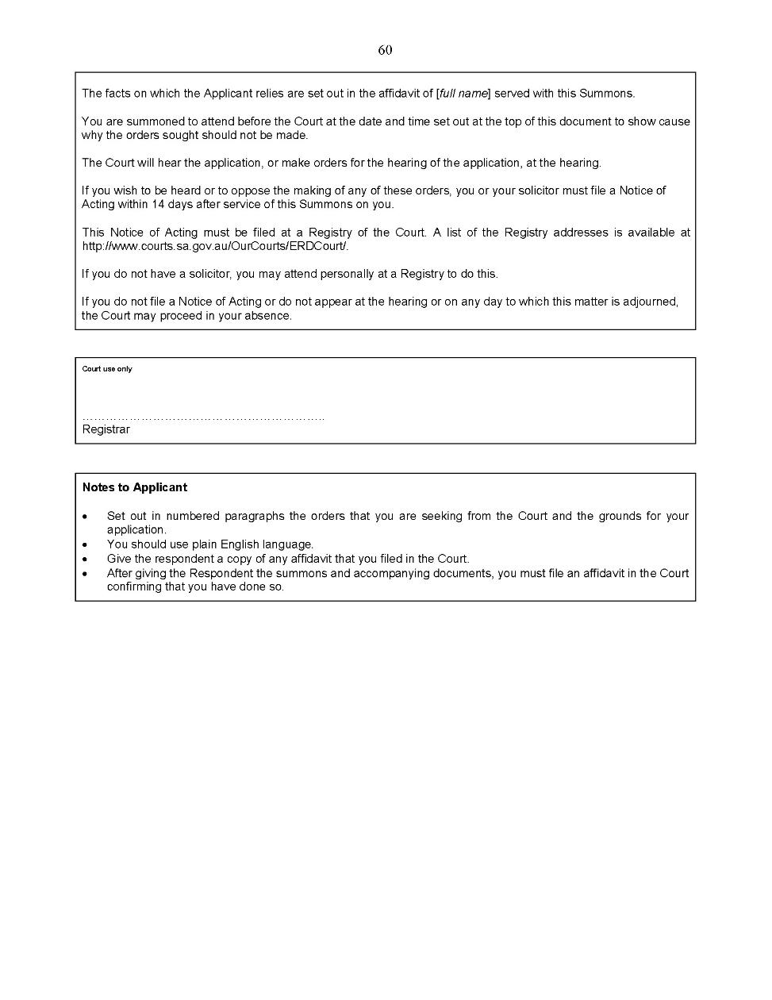 60
The facts on which the Applicant relies are set out in the affidavit of [full name] served with this Summons.
You are summoned to attend before the Court at the date and time set out at the top of this document to show cause
why the orders sought should not be made.
The Court will hear the application, or make orders for the hearing of the application, at the hearing.
If you wish to be heard or to oppose the making of any of these orders, you or your solicitor must file a Notice of
Acting within 14 days after service of this Summons on you.
This Notice of Acting must be filed at a Registry of the Court. A list of the Registry addresses is available at
http://www.courts.sa.gov.au/OurCourts/ERDCourt/.
If you do not have a solicitor, you may attend personally at a Registry to do this.
If you do not file a Notice of Acting or do not appear at the hearing or on any day to which this matter is adjourned,
the Court may proceed in your absence.
Court use only
…………………………………………………..
Registrar
Notes to Applicant
• Set out in numbered paragraphs the orders that you are seeking from the Court and the grounds for your
application.
• You should use plain English language.
• Give the respondent a copy of any affidavit that you filed in the Court.
• After giving the Respondent the summons and accompanying documents, you must file an affidavit in the Court
confirming that you have done so.